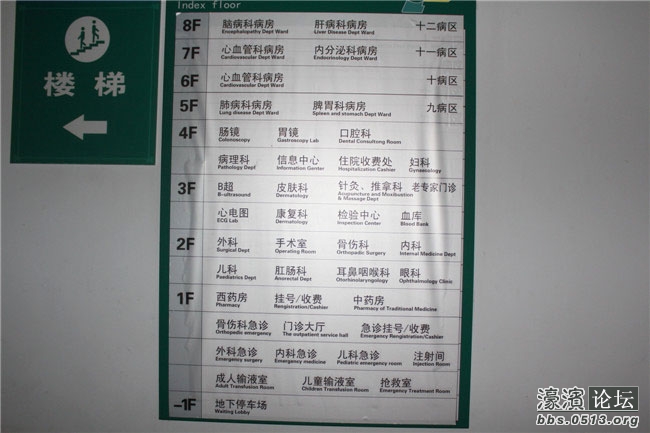 楼梯
Index floor
8F 脑病科病房 肝病科病房 十二病区
Encephalopathy Dept Ward Liver Disease Dept Ward
7F 心血管科病房 内分泌科病房 十一病区
Cardiovascular Dept Ward Endocrinology Dept Ward
6F 心血管科病房 十病区
Cardiovascular Dept Ward
5F 肺病科病房 脾胃科病房 九病区
Lung disease Dept Ward Spleen and stomach Dept Ward
4F 肠镜 胃镜 口腔科
Colonoscopy Gastroscopy Lab Dental Consultong Room
病理科 信息中心 住院收费处 妇科
Pathology Dept Information Genter Hospitalization Cashier Gynaecology
3F B超 皮肤科 针灸、推拿科 老专家门诊
B-ultrasound Dermatology Acupuncture and Moxibustion & Massage Dept
心电图 康复科 检验中心 血库
ECG Lab Dermatology Inspection Center Blood Bank
2F 外科 手术室 骨伤科 内科
Surgical Dept Operating Room Orthopedic Surgery Internal Medicine Dept
儿科 肛肠科 耳鼻咽喉科 眼科
Paediatrics Dept Anorectal Dept Otorhinolaryngology Ophthalmology Clinic
1F 西药房 挂号/收费 中药房
Pharmacy Rengistration/Cashier Pharmacy of Traditional Medicine
骨伤科急诊 门诊大厅 急诊挂号/收费
Orthopedic emergency The outpatient service hall Emergency Rengistration/Cashier
外科急诊 内科急诊 儿科急诊 注射间
Emergency surgery Emergency medicine Pediatric emergency room Injection Room
成人输液室 儿童输液室 抢救室
Adult Transfusion Room Children Transfusion Room Emergency Treatment Room
-1F 地下停车场
Waiting Lobby
濠滨论坛
bbs.0513.org